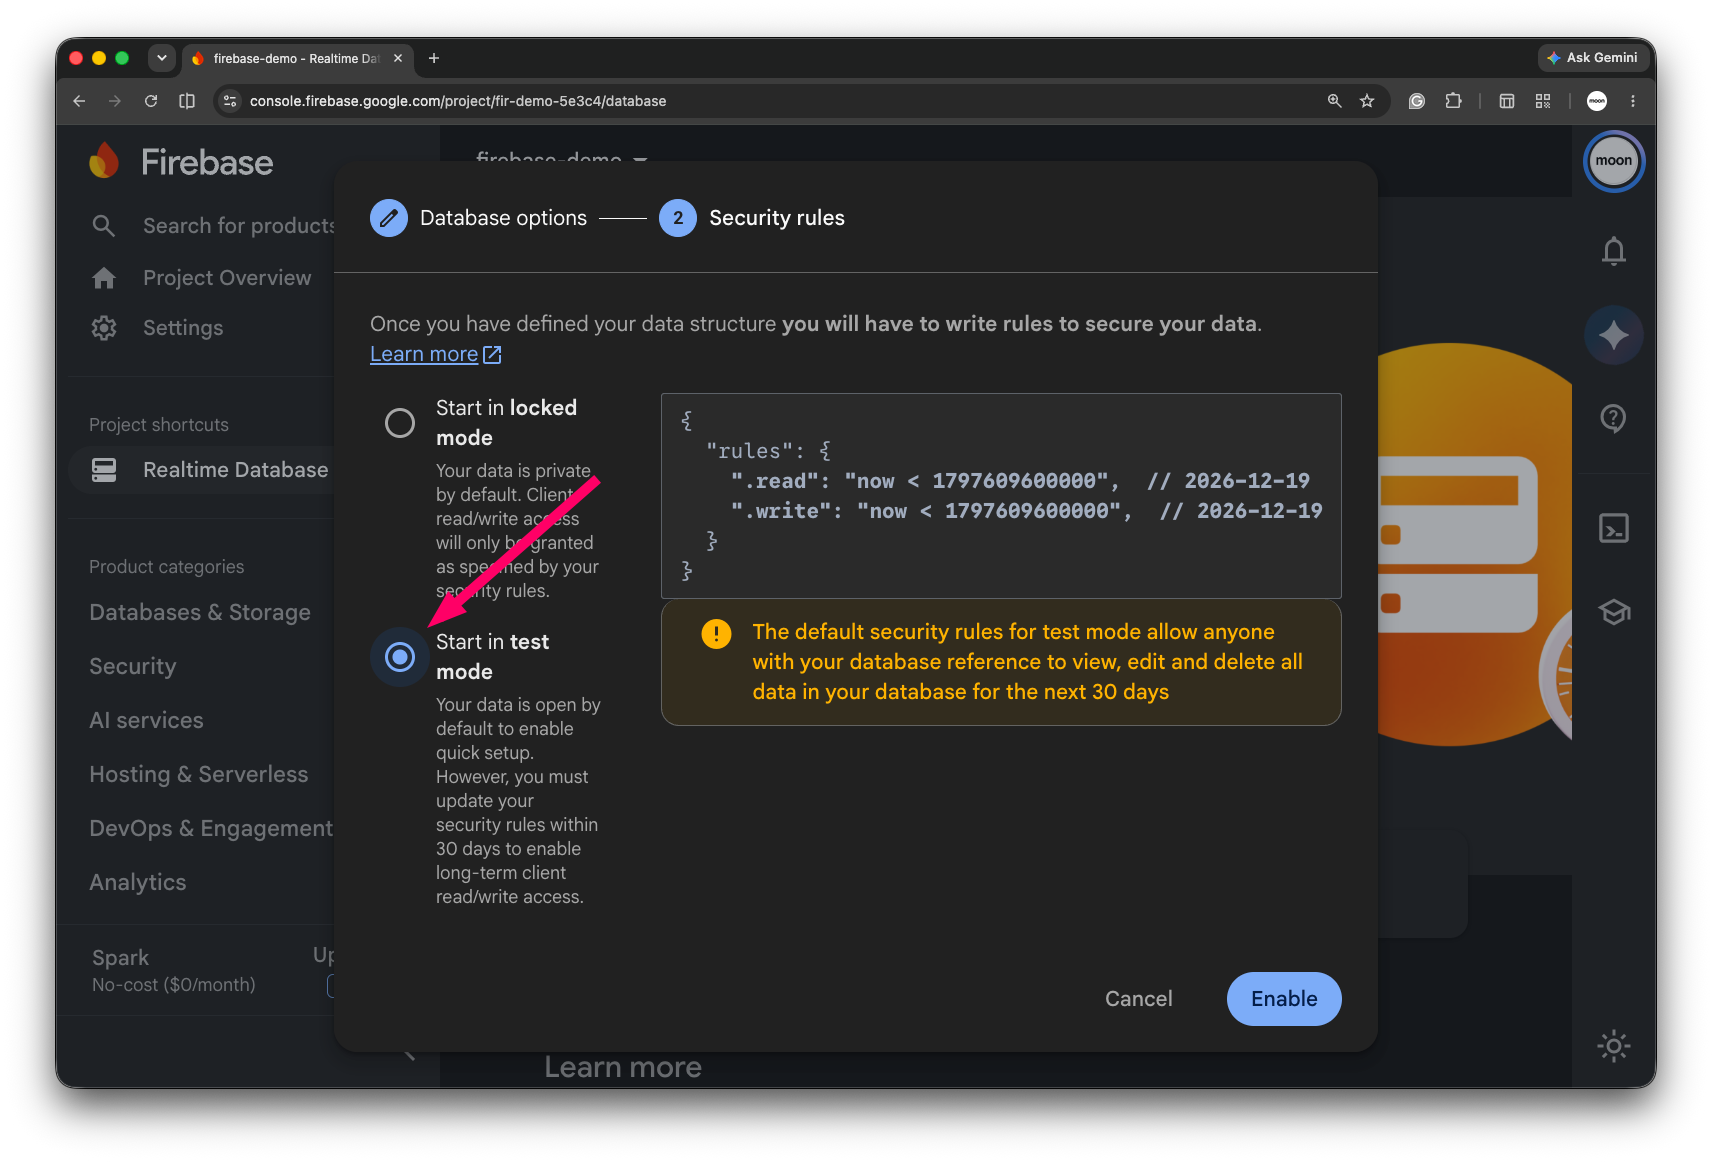 firebase-demo - Realtime Dat
Ask Gemini
console.firebase.google.com/project/fir-demo-5e3c4/database
moon
Firebase
firebase-demo
moon
Search for products
Project Overview
Settings
Project shortcuts
Realtime Database
Product categories
Databases & Storage
Security
AI services
Hosting & Serverless
DevOps & Engagement
Analytics
Spark
No-cost ($0/month)
Up
Database options
2
Security rules
Once you have defined your data structure you will have to write rules to secure your data.
Learn more
Start in locked
mode
Your data is private
by default. Client
read/write access
will only be granted
as specified by your
security rules.
Start in test
mode
Your data is open by
default to enable
quick setup.
However, you must
update your
security rules within
30 days to enable
long-term client
read/write access.
{
"rules": {
".read": "now < 1797609600000",  // 2026-12-19
".write": "now < 1797609600000",  // 2026-12-19
}
}
The default security rules for test mode allow anyone
with your database reference to view, edit and delete all
data in your database for the next 30 days
Cancel
Enable
Learn more